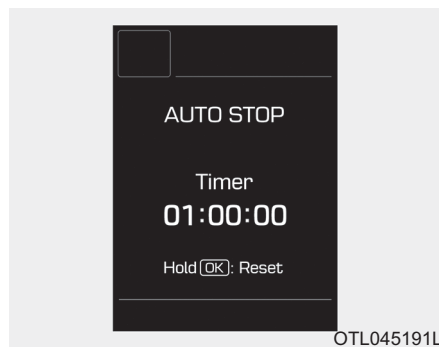 AUTO STOP
Timer
01:00:00
Hold OK : Reset
OTL045191L